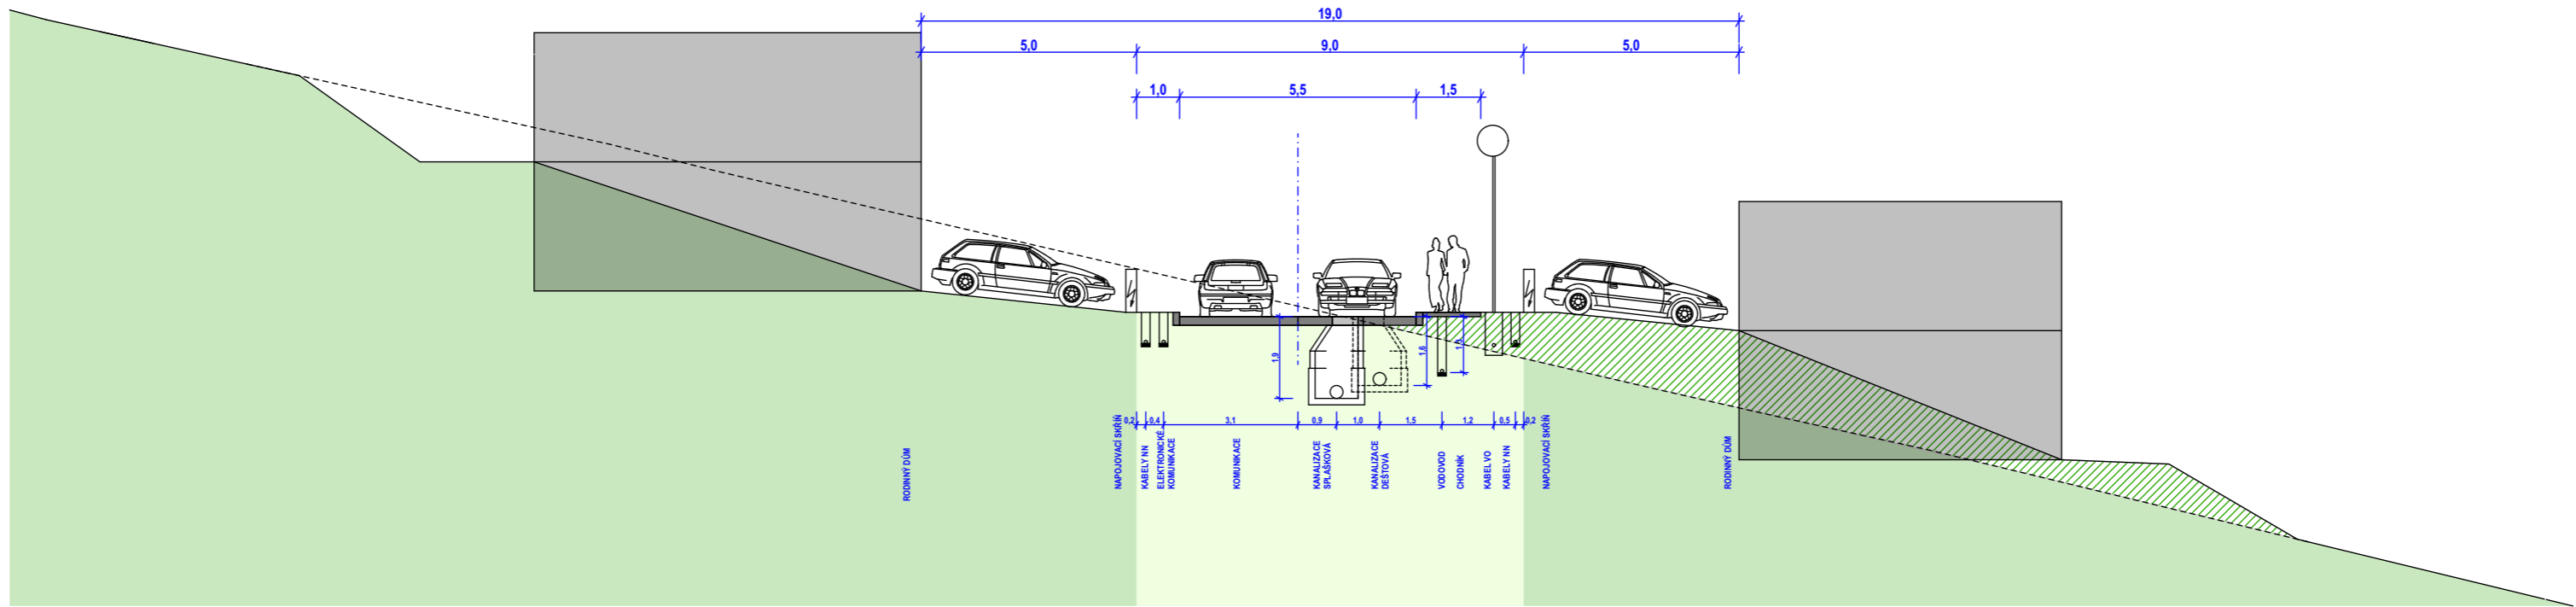 19,0
5,0
9,0
5,0
1,0
5,5
1,5
1,9
1,6
0,2
0,4
3,1
0,9
1,0
1,5
1,2
0,5
0,2
RODINNÝ DŮM
NAPOJOVACÍ SKŘÍŇ
KABELY NN
ELEKTRONICKÉ
KOMUNIKACE
KOMUNIKACE
KANALIZACE
SPLAŠKOVÁ
KANALIZACE
DEŠTOVÁ
VODOVOD
CHODNÍK
KABEL VO
KABELY NN
NAPOJOVACÍ SKŘÍŇ
RODINNÝ DŮM